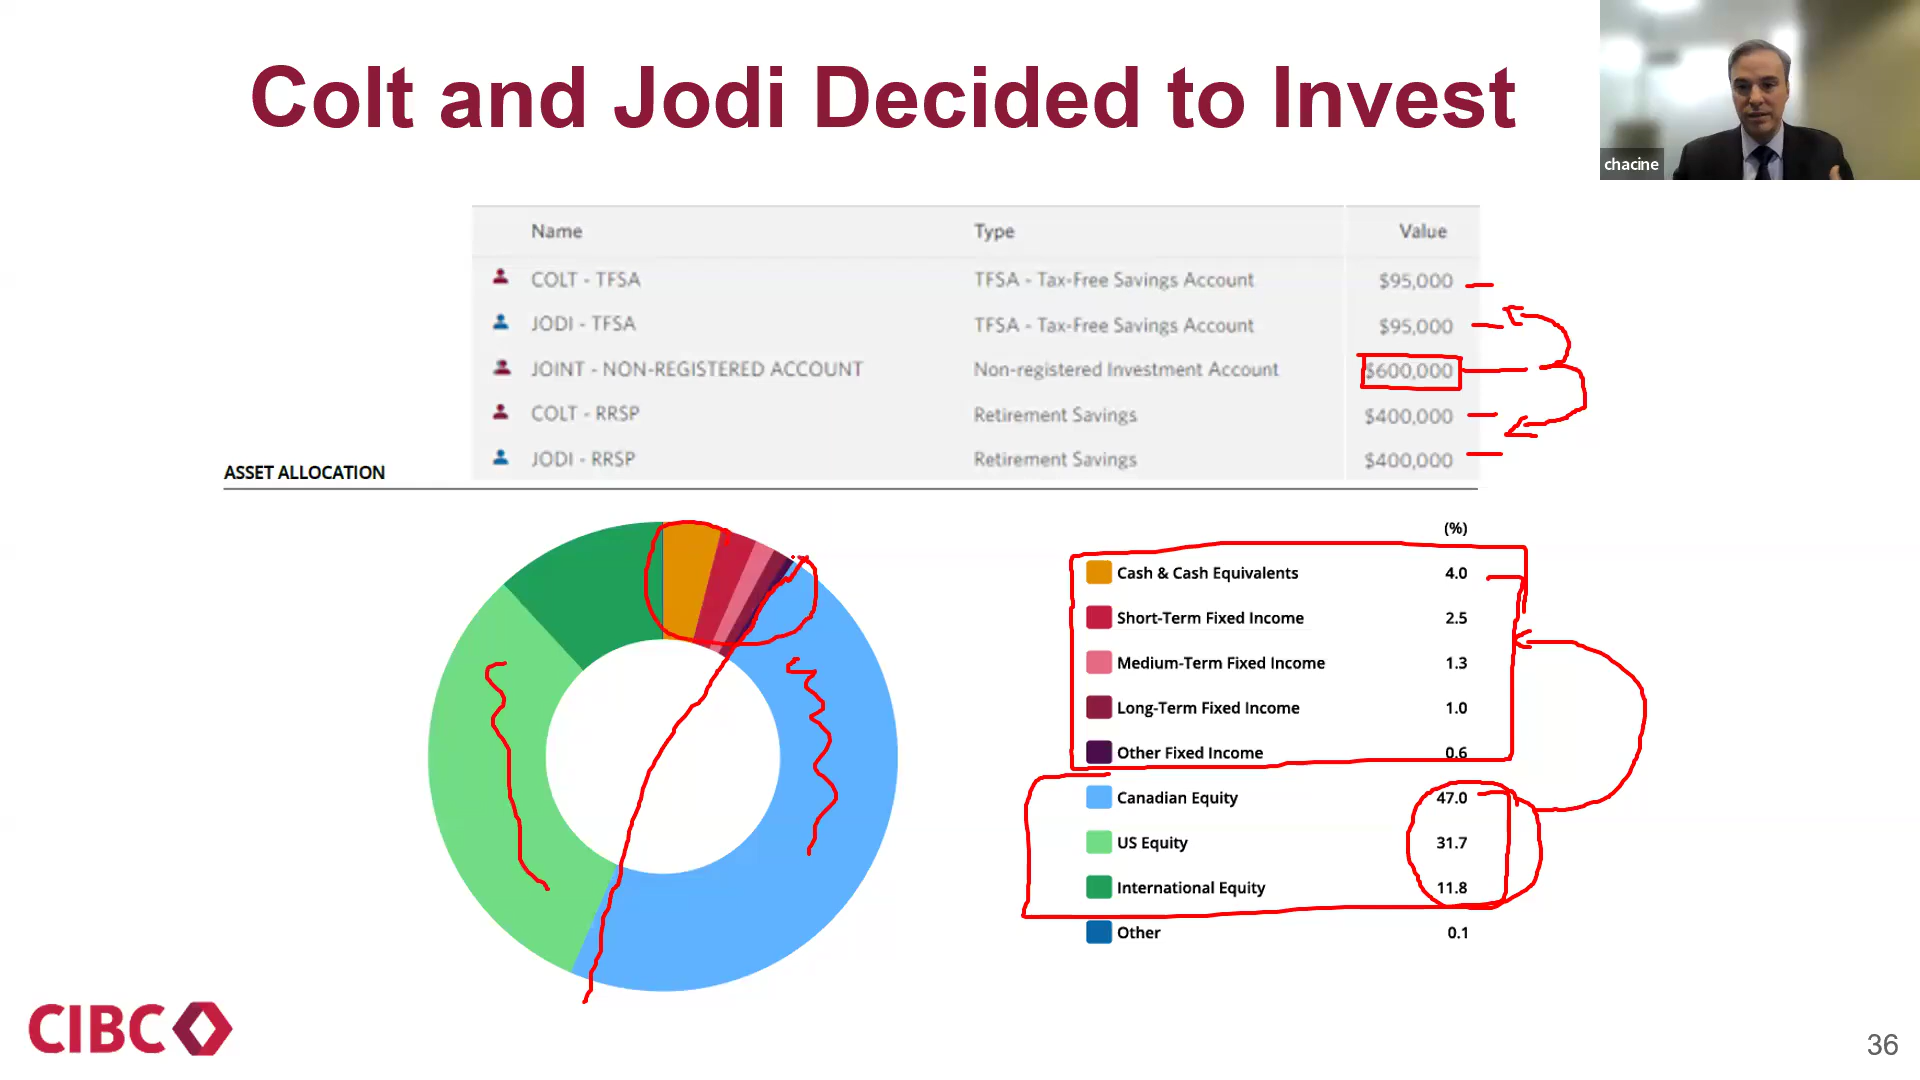 Colt and Jodi Decided to Invest
chacine
Name Type Value
COLT - TFSA TFSA - Tax-Free Savings Account $95,000
JODI - TFSA TFSA - Tax-Free Savings Account $95,000
JOINT - NON-REGISTERED ACCOUNT Non-registered Investment Account $600,000
COLT - RRSP Retirement Savings $400,000
JODI - RRSP Retirement Savings $400,000
ASSET ALLOCATION
(%)
Cash & Cash Equivalents 4.0
Short-Term Fixed Income 2.5
Medium-Term Fixed Income 1.3
Long-Term Fixed Income 1.0
Other Fixed Income 0.6
Canadian Equity 47.0
US Equity 31.7
International Equity 11.8
Other 0.1
CIBC
36